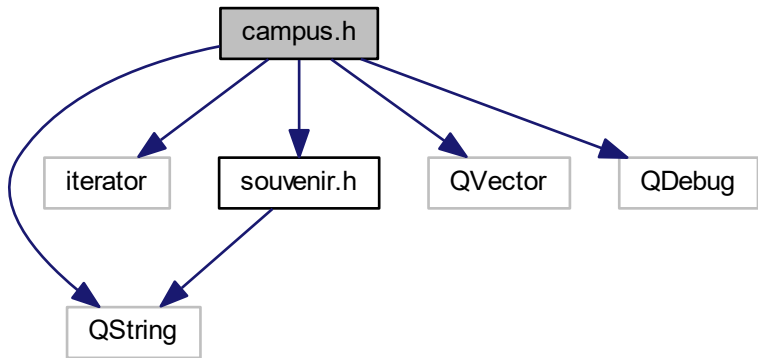 campus.h
iterator
souvenir.h
QVector
QDebug
QString